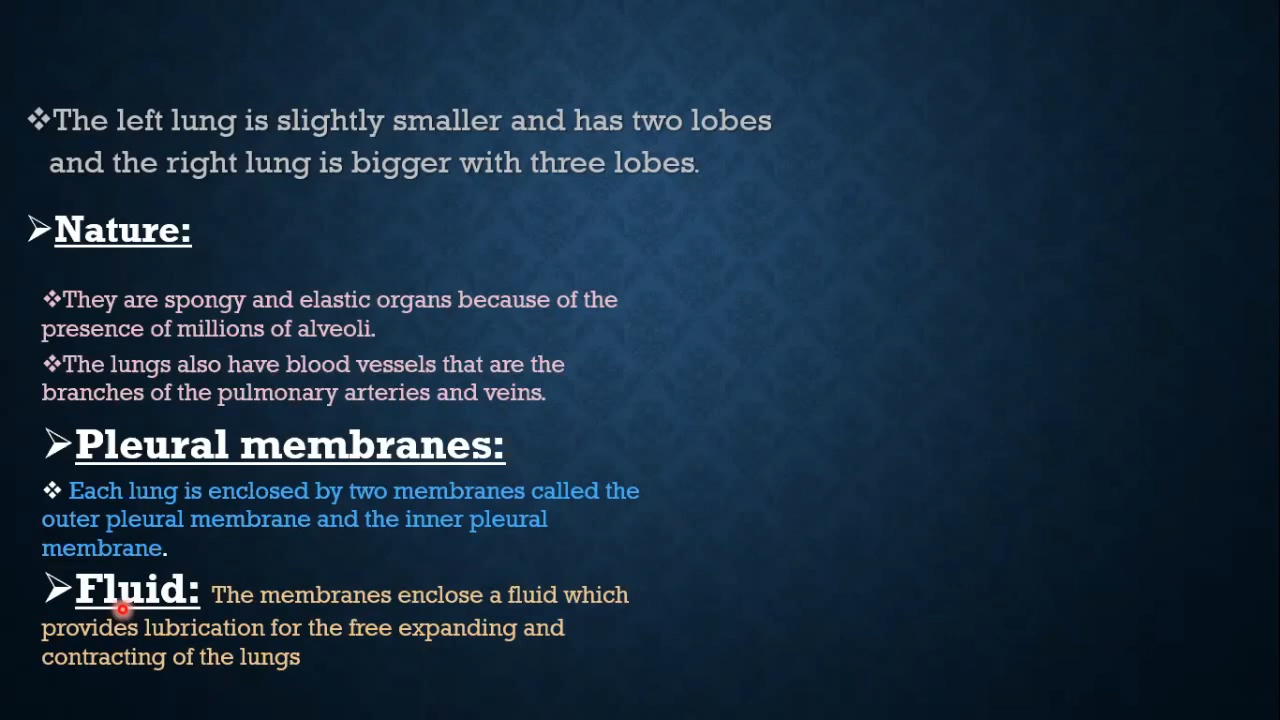 ❖The left lung is slightly smaller and has two lobes
and the right lung is bigger with three lobes.
➢Nature:
❖They are spongy and elastic organs because of the
presence of millions of alveoli.
❖The lungs also have blood vessels that are the
branches of the pulmonary arteries and veins.
➢Pleural membranes:
❖ Each lung is enclosed by two membranes called the
outer pleural membrane and the inner pleural
membrane.
➢Fluid: The membranes enclose a fluid which
provides lubrication for the free expanding and
contracting of the lungs